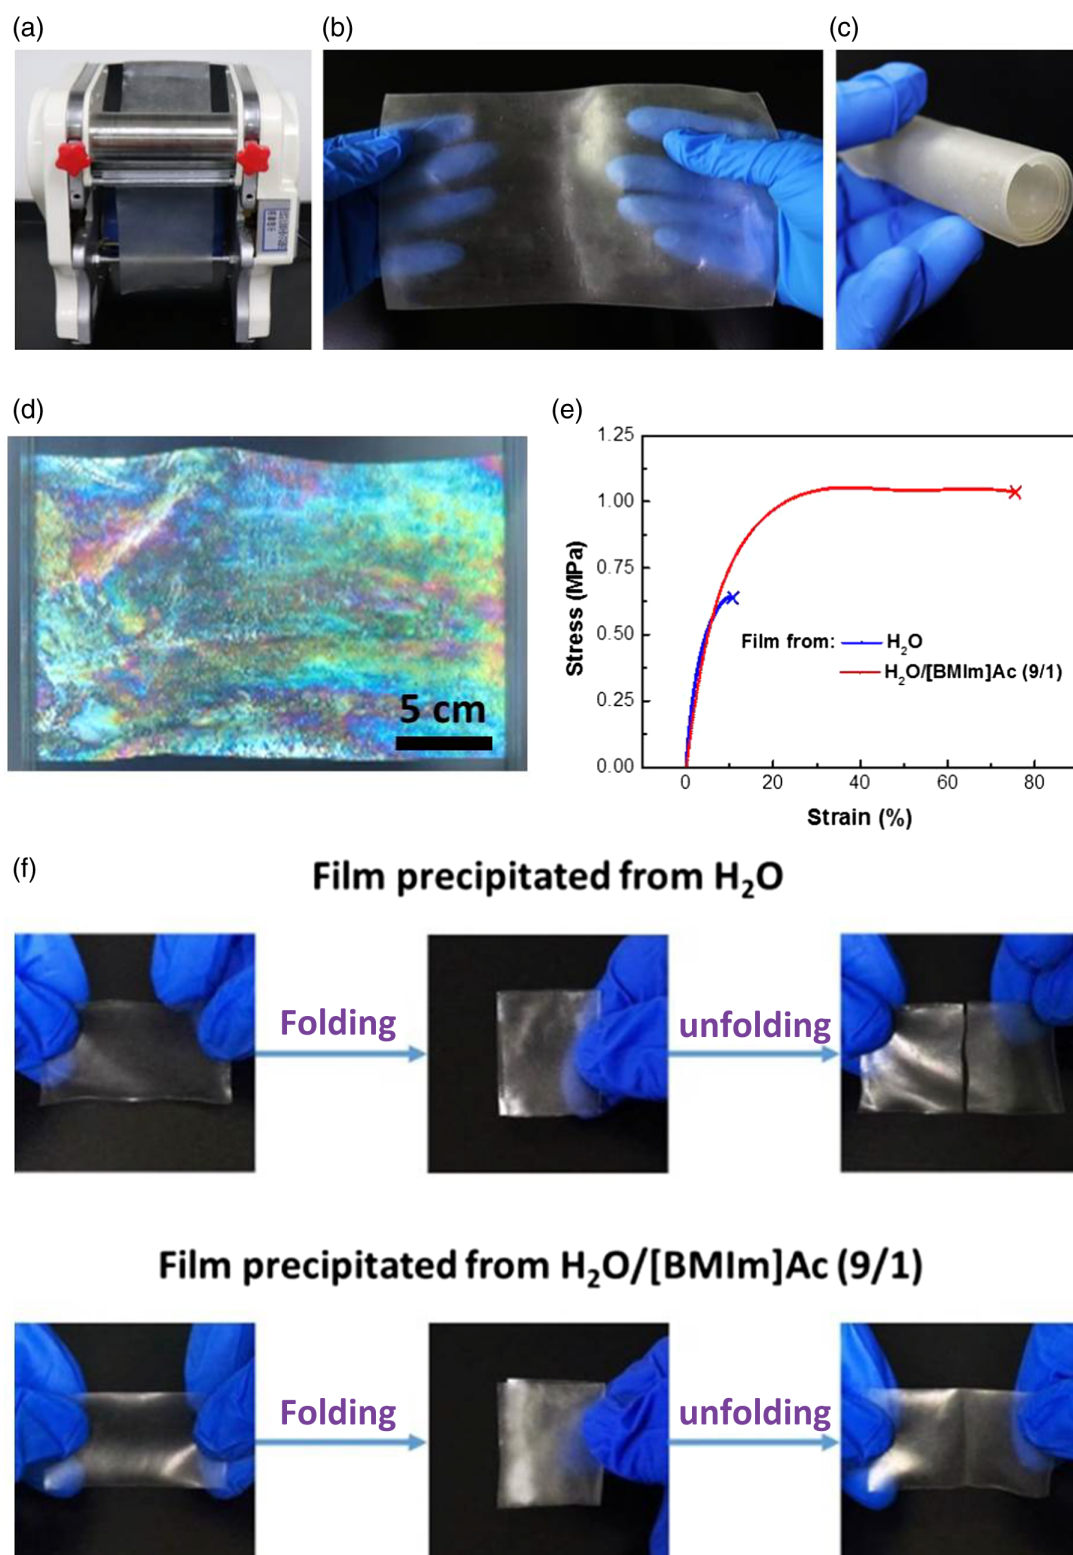 (a)
(b)
(c)
(d)
5 cm
(e)
1.25
1.00
0.75
0.50
0.25
0.00
Stress (MPa)
Film from:
H₂O
H₂O/[BMIm]Ac (9/1)
0
20
40
60
80
Strain (%)
(f)
Film precipitated from H₂O
Folding
unfolding
Film precipitated from H₂O/[BMIm]Ac (9/1)
Folding
unfolding